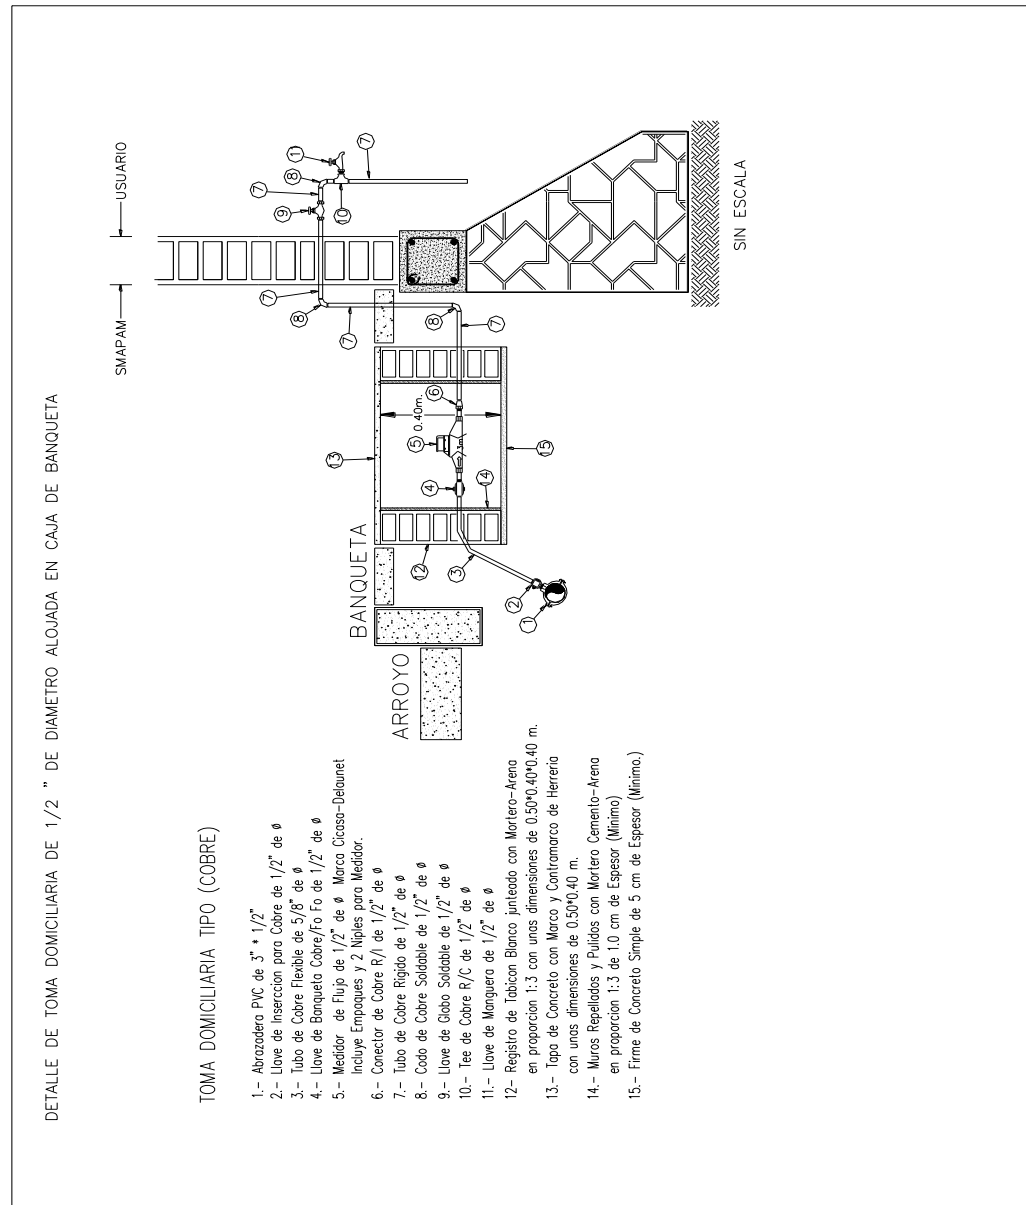 DETALLE DE TOMA DOMICILIARIA DE 1/2 " DE DIAMETRO ALOJADA EN CAJA DE BANQUETA
TOMA DOMICILIARIA TIPO (COBRE)
1.- Abrazadera PVC de 3" * 1/2"
2.- Llave de Inserccion para Cobre de 1/2" de ø
3.- Tubo de Cobre Flexible de 5/8" de ø
4.- Llave de Banqueta Cobre/Fo Fo de 1/2" de ø
5.- Medidor de Flujo de 1/2" de ø Marca Cicasa-Delaunet
Incluye Empaques y 2 Niples para Medidor.
6.- Conector de Cobre R/I de 1/2" de ø
7.- Tubo de Cobre Rigido de 1/2" de ø
8.- Codo de Cobre Soldable de 1/2" de ø
9.- Llave de Globo Soldable de 1/2" de ø
10.- Tee de Cobre R/C de 1/2" de ø
11.- Llave de Manguera de 1/2" de ø
12- Registro de Tabicon Blanco junteado con Mortero-Arena
en proporcion 1:3 con unas dimensiones de 0.50*0.40*0.40 m.
13.- Tapa de Concreto con Marco y Contramarco de Herreria
con unas dimensiones de 0.50*0.40 m.
14.- Muros Repellados y Pulidos con Mortero Cemento-Arena
en proporcion 1:3 de 1.0 cm de Espesor (Minimo)
15.- Firme de Concreto Simple de 5 cm de Espesor (Minimo.)
SMAPAM
USUARIO
ARROYO
BANQUETA
0.40m.
1
2
3
4
5
6
7
7
7
7
7
8
8
8
9
10
11
12
13
14
15
SIN ESCALA